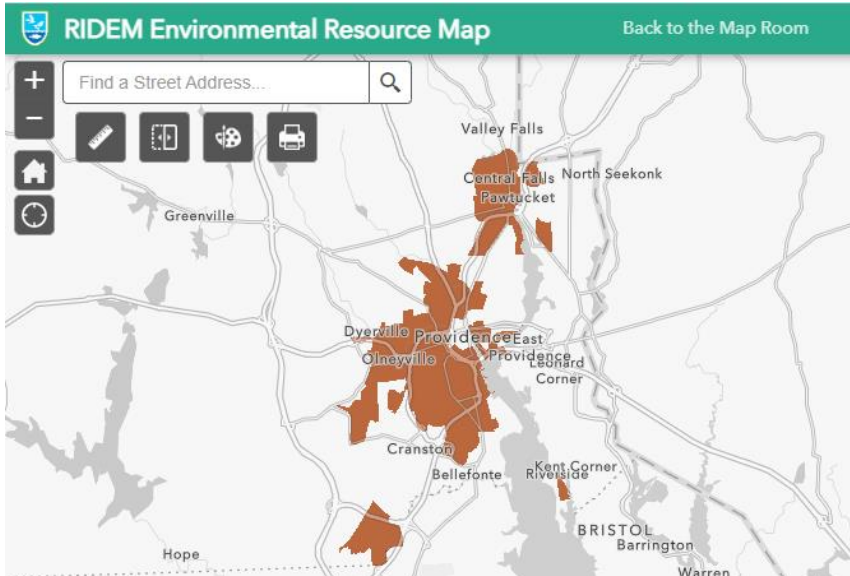 RIDEM Environmental Resource Map
Back to the Map Room
+
Find a Street Address...
−
Valley Falls
Central Falls
North Seekonk
Pawtucket
Greenville
Dyerville
Providence
East
Providence
Olneyville
Leonard
Corner
Cranston
Bellefonte
Kent Corner
Riverside
BRISTOL
Barrington
Hope
Warren